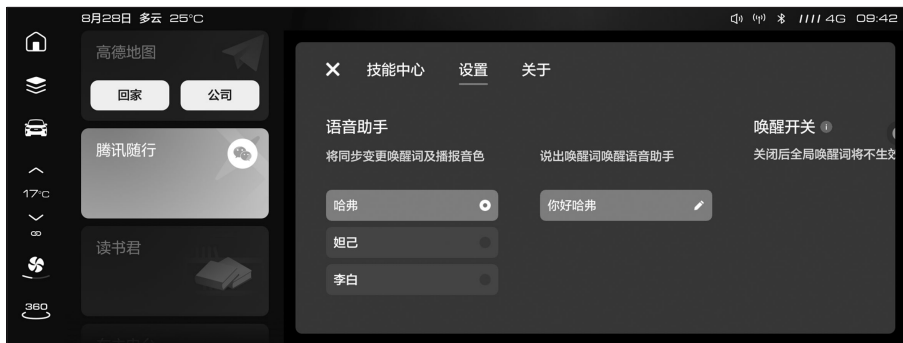 8月28日 多云 25°C
4G 09:42
高德地图
回家 公司
腾讯随行
读书君
17°C
360
技能中心 设置 关于
语音助手
将同步变更唤醒词及播报音色
哈弗
妲己
李白
说出唤醒词唤醒语音助手
你好哈弗
唤醒开关
关闭后全局唤醒词将不生效